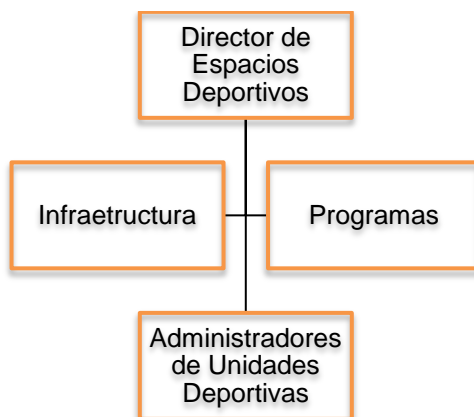 Director de
Espacios
Deportivos
Infraetructura
Programas
Administradores
de Unidades
Deportivas